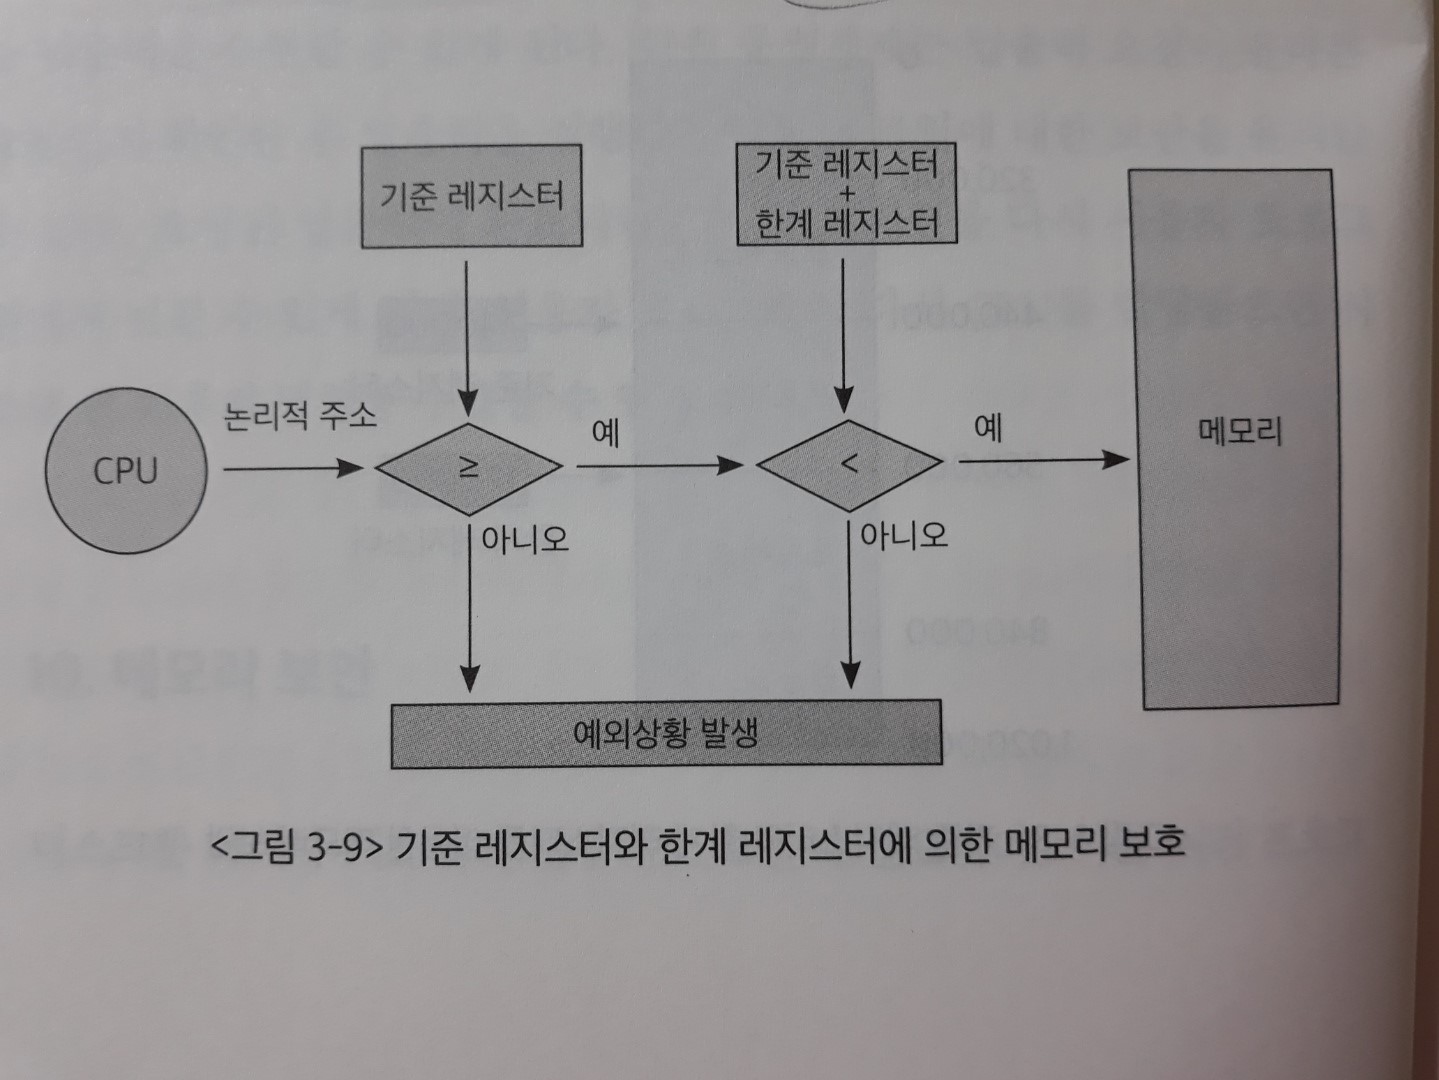 기준 레지스터
기준 레지스터
+
한계 레지스터
CPU
논리적 주소
≥
예
<
예
메모리
아니오
아니오
예외상황 발생
<그림 3-9> 기준 레지스터와 한계 레지스터에 의한 메모리 보호